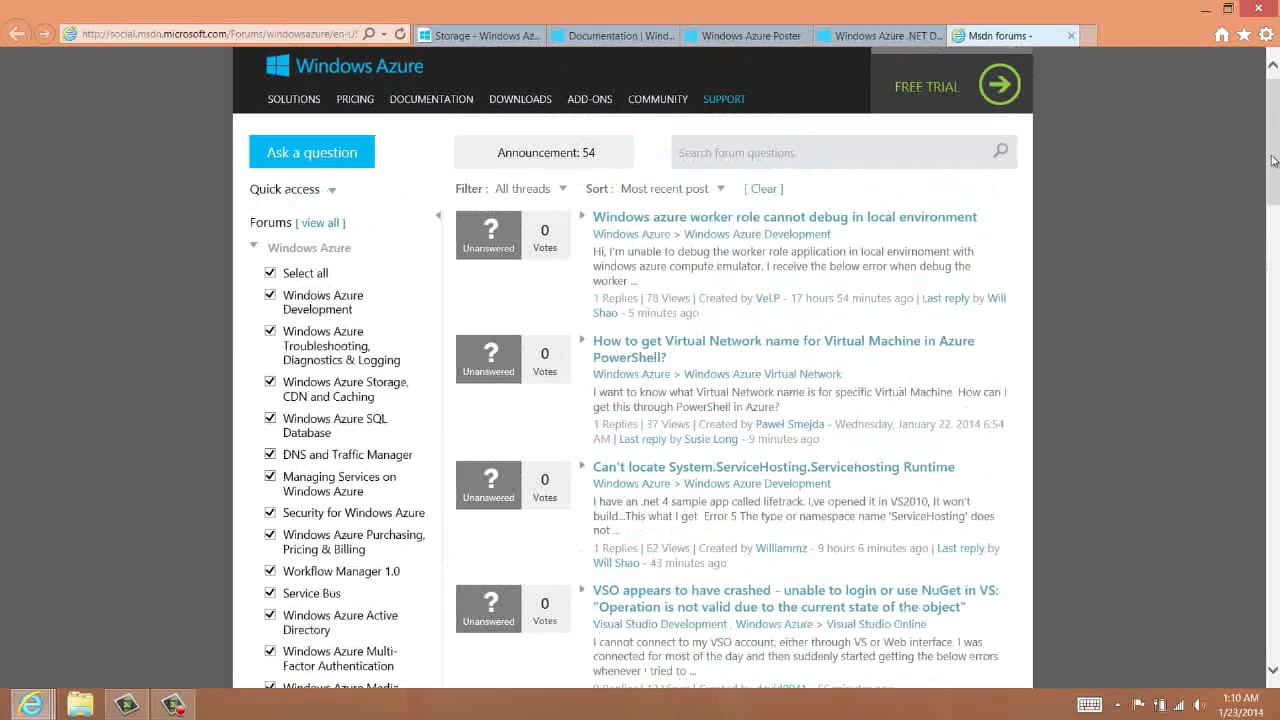 http://social.msdn.microsoft.com/Forums/windowsazure/en-US
Storage - Windows Az...
Documentation | Wind...
Windows Azure Poster
Windows Azure .NET D...
Msdn forums -
Windows Azure
SOLUTIONS
PRICING
DOCUMENTATION
DOWNLOADS
ADD-ONS
COMMUNITY
SUPPORT
FREE TRIAL
Ask a question
Announcement: 54
Search forum questions
Quick access
Filter : All threads
Sort : Most recent post
[ Clear ]
Forums [ view all ]
Windows Azure
Select all
Windows Azure
Development
Windows Azure
Troubleshooting,
Diagnostics & Logging
Windows Azure Storage,
CDN and Caching
Windows Azure SQL
Database
DNS and Traffic Manager
Managing Services on
Windows Azure
Security for Windows Azure
Windows Azure Purchasing,
Pricing & Billing
Workflow Manager 1.0
Service Bus
Windows Azure Active
Directory
Windows Azure Multi-
Factor Authentication
Windows Azure Media
?
Unanswered
0
Votes
Windows azure worker role cannot debug in local environment
Windows Azure > Windows Azure Development
Hi, I'm unable to debug the worker role application in local envirnoment with
windows azure compute emulator. I receive the below error when debug the
worker ...
1 Replies | 78 Views | Created by Vel.P - 17 hours 54 minutes ago | Last reply by Will
Shao - 5 minutes ago
?
Unanswered
0
Votes
How to get Virtual Network name for Virtual Machine in Azure
PowerShell?
Windows Azure > Windows Azure Virtual Network
I want to know what Virtual Network name is for specific Virtual Machine. How can I
get this through PowerShell in Azure?
1 Replies | 37 Views | Created by Pawel Smejda - Wednesday, January 22, 2014 6:54
AM | Last reply by Susie Long - 9 minutes ago
?
Unanswered
0
Votes
Can't locate System.ServiceHosting.Servicehosting Runtime
Windows Azure > Windows Azure Development
I have an .net 4 sample app called lifetrack. I,ve opened it in VS2010, It won't
build...This what I get Error 5 The type or namespace name 'ServiceHosting' does
not ...
1 Replies | 62 Views | Created by Williammz - 9 hours 6 minutes ago | Last reply by
Will Shao - 43 minutes ago
?
Unanswered
0
Votes
VSO appears to have crashed - unable to login or use NuGet in VS:
"Operation is not valid due to the current state of the object"
Visual Studio Development , Windows Azure > Visual Studio Online
I cannot connect to my VSO account, either through VS or Web interface. I was
connected for most of the day and then suddenly started getting the below errors
whenever I tried to ...
1:10 AM
1/23/2014